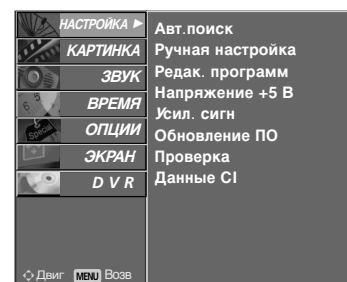 НАСТРОЙКА ►
КАРТИНКА
ЗВУК
ВРЕМЯ
ОПЦИИ
ЭКРАН
D V R
Авт.поиск
Ручная настройка
Редак. программ
Напряжение +5 В
Усил. сигн
Обновление ПО
Проверка
Данные CI
Двиг MENU Возв